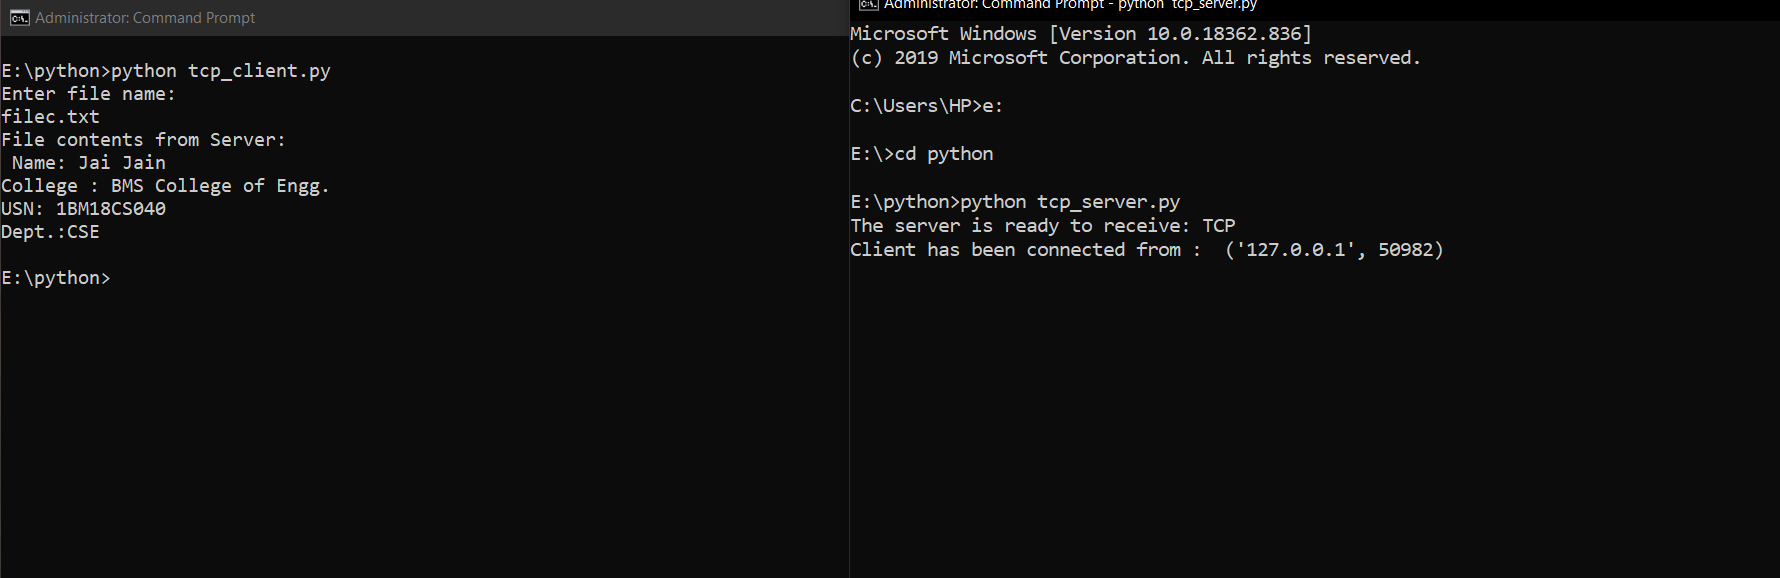 Administrator: Command Prompt
E:\python>python tcp_client.py
Enter file name:
filec.txt
File contents from Server:
 Name: Jai Jain
College : BMS College of Engg.
USN: 1BM18CS040
Dept.:CSE
E:\python>
Administrator: Command Prompt - python  tcp_server.py
Microsoft Windows [Version 10.0.18362.836]
(c) 2019 Microsoft Corporation. All rights reserved.
C:\Users\HP>e:
E:\>cd python
E:\python>python tcp_server.py
The server is ready to receive: TCP
Client has been connected from :  ('127.0.0.1', 50982)